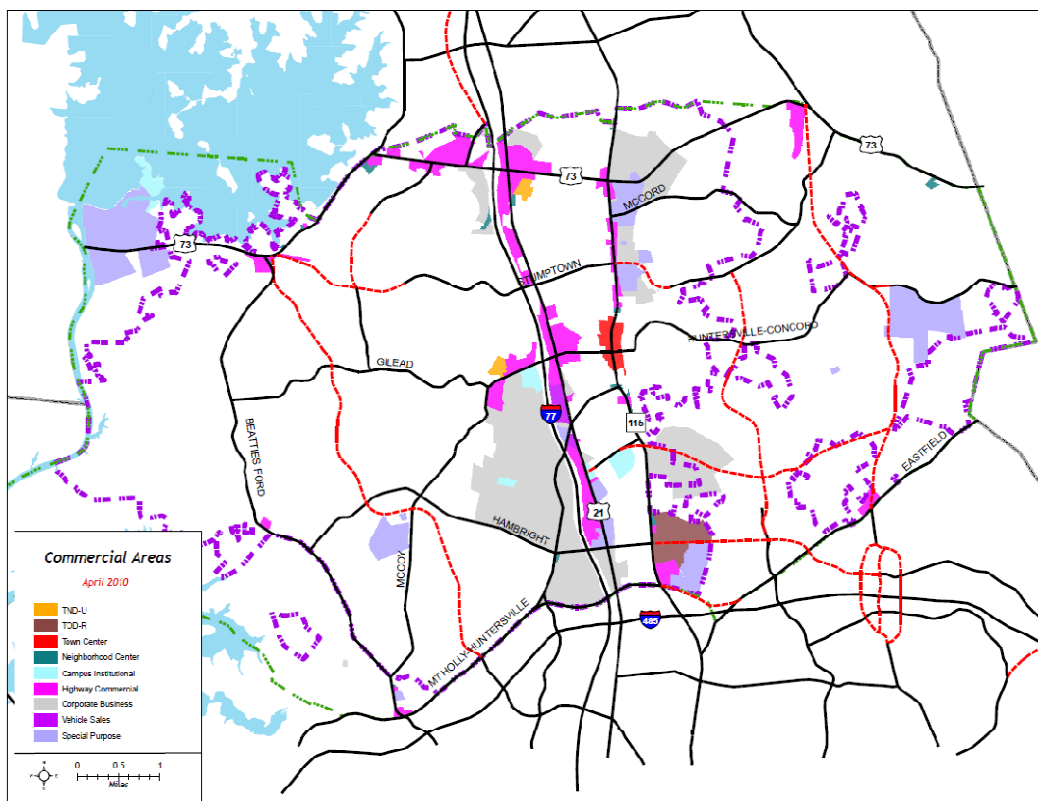 73
73
McCORD
73
STUMPTOWN
HUNTERSVILLE-CONCORD
GILEAD
77
115
BEATTIES FORD
EASTFIELD
21
HAMBRIGHT
McCOY
MT HOLLY-HUNTERSVILLE
485
Commercial Areas
April 2010
TND-U
TOD-R
Town Center
Neighborhood Center
Campus Institutional
Highway Commercial
Corporate Business
Vehicle Sales
Special Purpose
0 0.5 1
Miles